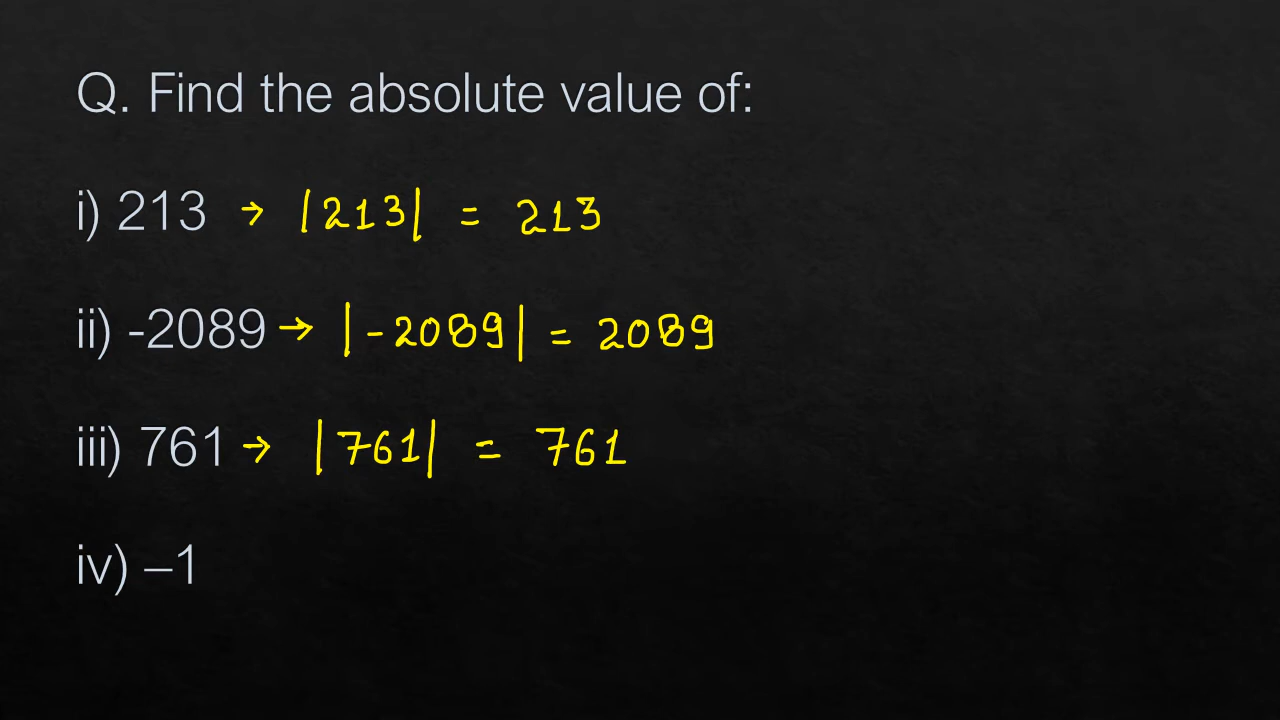 Q. Find the absolute value of:
i) 213 → |213| = 213
ii) -2089 → |-2089| = 2089
iii) 761 → |761| = 761
iv) –1